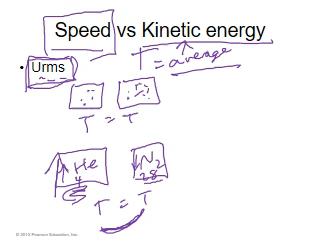 Speed vs Kinetic energy
T = average
• Urms
T = T
He N2
4 28
T = T
© 2013 Pearson Education, Inc.